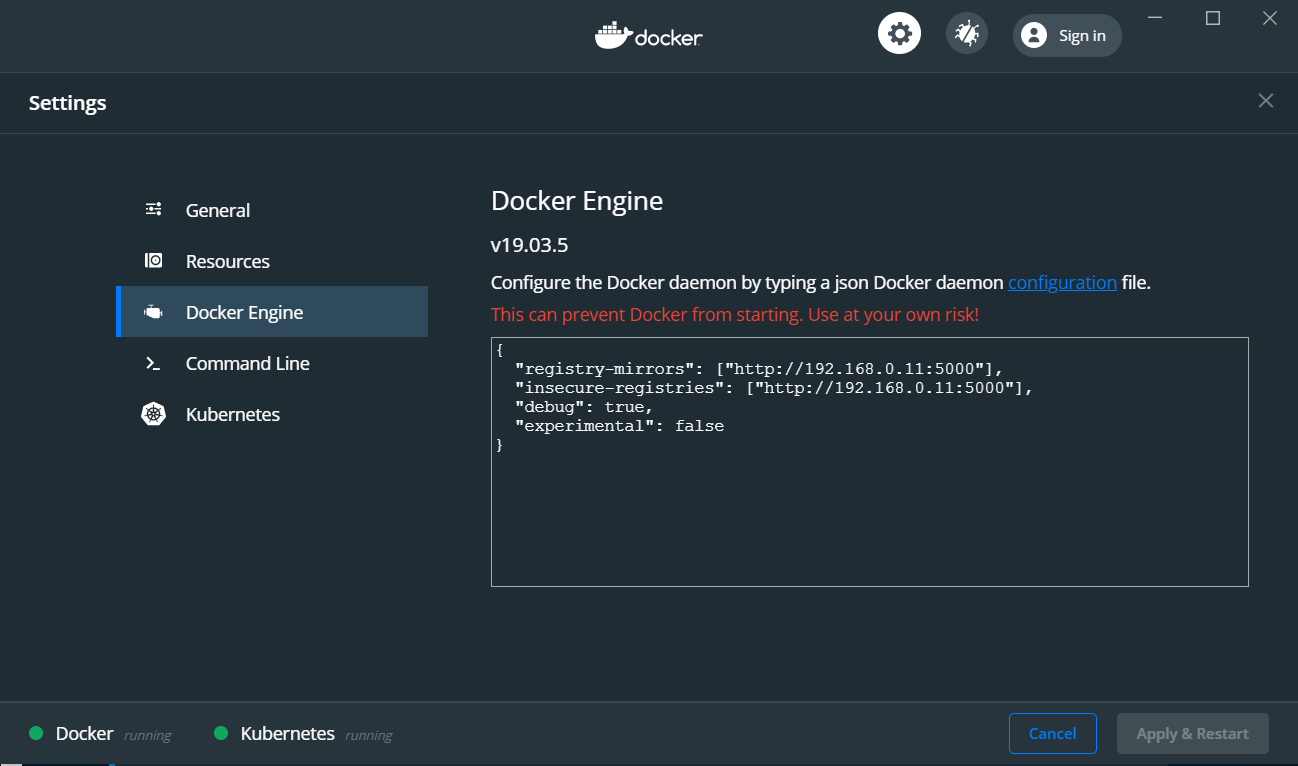 docker
Sign in
Settings
General
Resources
Docker Engine
Command Line
Kubernetes
Docker Engine
v19.03.5
Configure the Docker daemon by typing a json Docker daemon configuration file.
This can prevent Docker from starting. Use at your own risk!
{
  "registry-mirrors": ["http://192.168.0.11:5000"],
  "insecure-registries": ["http://192.168.0.11:5000"],
  "debug": true,
  "experimental": false
}
Docker running
Kubernetes running
Cancel
Apply & Restart